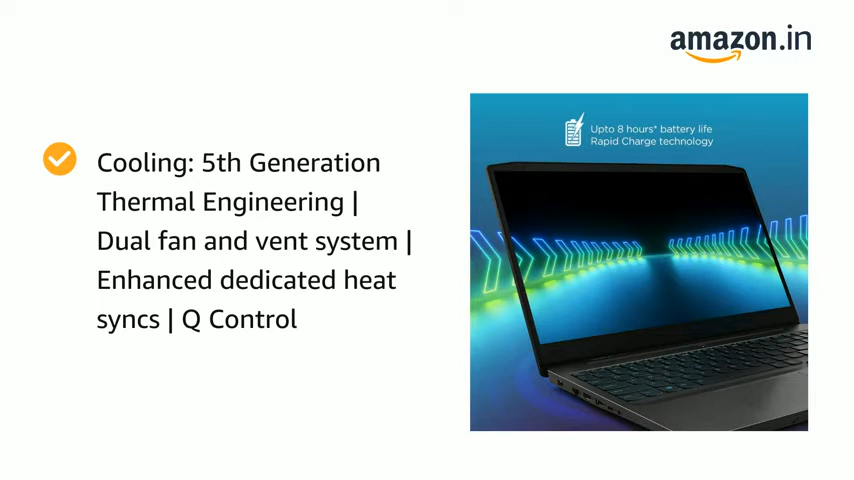 amazon.in
Upto 8 hours* battery life
Rapid Charge technology
Cooling: 5th Generation
Thermal Engineering |
Dual fan and vent system |
Enhanced dedicated heat
syncs | Q Control